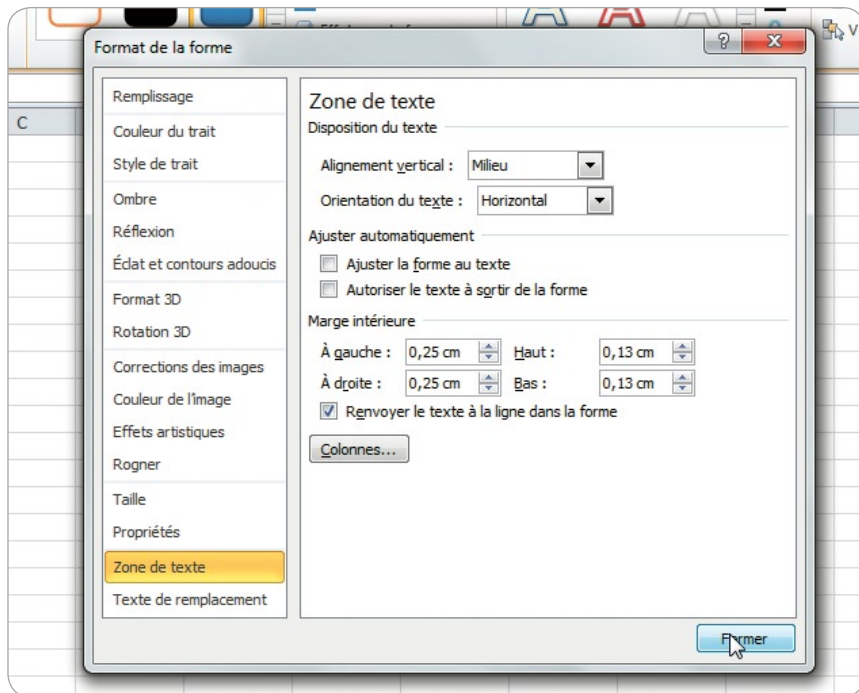 Format de la forme
C
Remplissage
Couleur du trait
Style de trait
Ombre
Réflexion
Éclat et contours adoucis
Format 3D
Rotation 3D
Corrections des images
Couleur de l'image
Effets artistiques
Rogner
Taille
Propriétés
Zone de texte
Texte de remplacement
Zone de texte
Disposition du texte
Alignement vertical : Milieu
Orientation du texte : Horizontal
Ajuster automatiquement
Ajuster la forme au texte
Autoriser le texte à sortir de la forme
Marge intérieure
À gauche : 0,25 cm Haut : 0,13 cm
À droite : 0,25 cm Bas : 0,13 cm
Renvoyer le texte à la ligne dans la forme
Colonnes...
Fermer